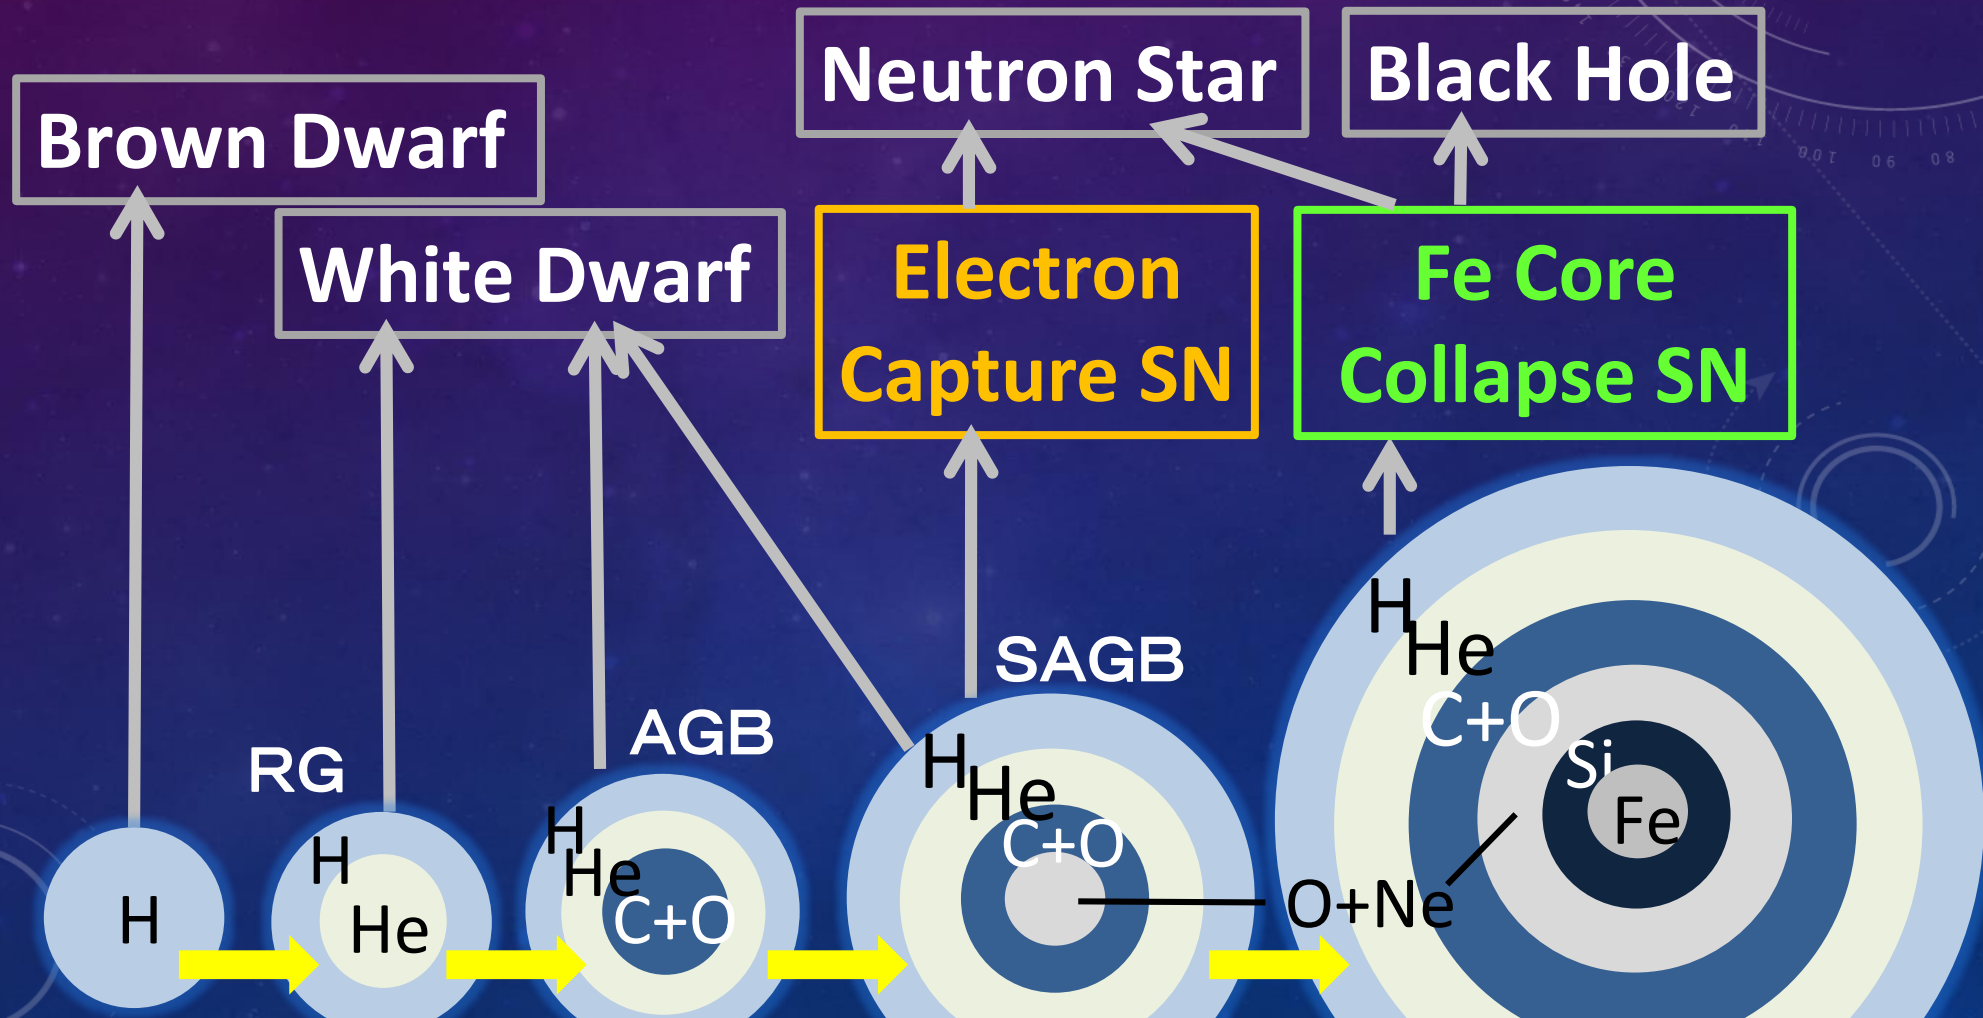 Brown Dwarf
Neutron Star
Black Hole
White Dwarf
Electron
Capture SN
Fe Core
Collapse SN
RG
AGB
SAGB
H
H
He
H
He
C+O
H
He
C+O
O+Ne
H
He
C+O
Si
Fe